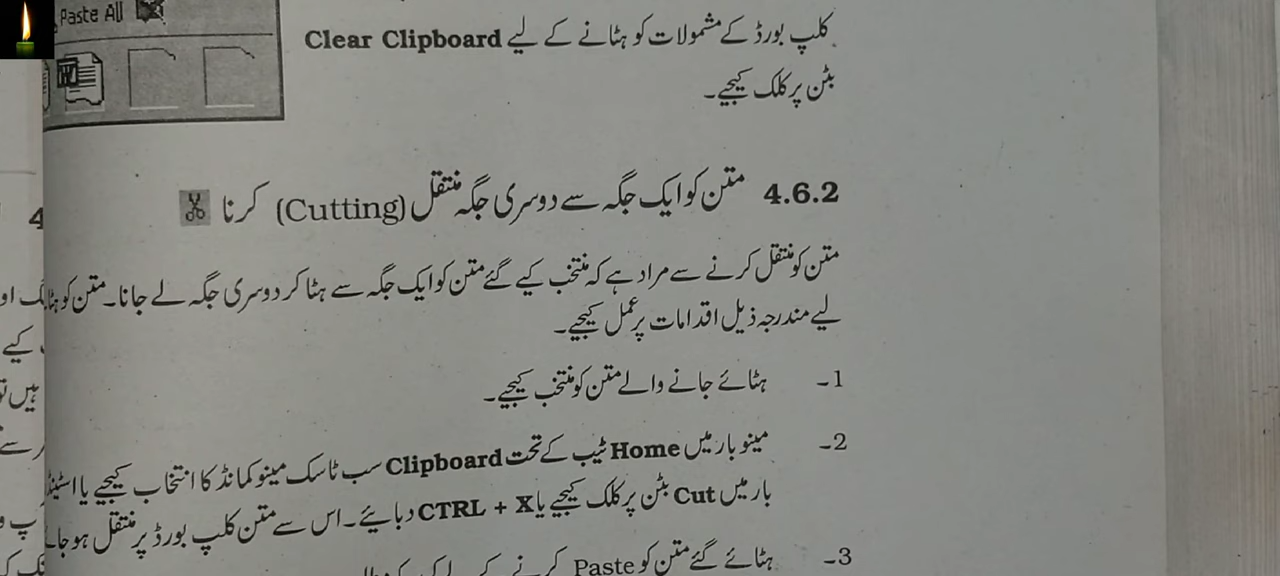 Paste All
کلپ بورڈ کے مشمولات کو ہٹانے کے لیے Clear Clipboard
بٹن پر کلک کیجیے۔
4.6.2 متن کو ایک جگہ سے دوسری جگہ منتقل (Cutting) کرنا
متن کو منتقل کرنے سے مراد ہے کہ منتخب کیے گئے متن کو ایک جگہ سے ہٹا کر دوسری جگہ لے جانا۔ متن کو
لیے مندرجہ ذیل اقدامات پر عمل کیجیے۔
1۔ ہٹائے جانے والے متن کو منتخب کیجیے۔
2۔ مینو بار میں Home ٹیب کے تحت Clipboard سب ٹاسک مینو کمانڈ کا انتخاب کیجیے یا
بار میں Cut بٹن پر کلک کیجیے یا CTRL + X دبائیے۔ اس سے متن کلپ بورڈ پر منتقل ہو
3۔ ہٹائے گئے متن کو Paste کرنے کے